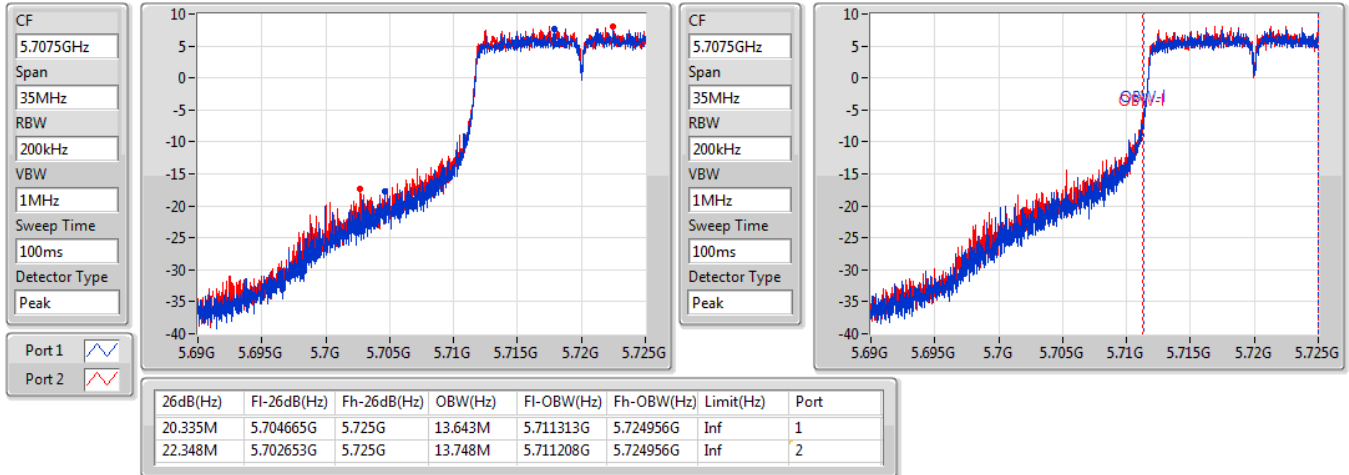 CF
5.7075GHz
Span
35MHz
RBW
200kHz
VBW
1MHz
Sweep Time
100ms
Detector Type
Peak
Port 1
Port 2
10
5
0
-5
-10
-15
-20
-25
-30
-35
-40
5.69G 5.695G 5.7G 5.705G 5.71G 5.715G 5.72G 5.725G
CF
5.7075GHz
Span
35MHz
RBW
200kHz
VBW
1MHz
Sweep Time
100ms
Detector Type
Peak
10
5
0
-5
-10
-15
-20
-25
-30
-35
-40
OBW-I
5.69G 5.695G 5.7G 5.705G 5.71G 5.715G 5.72G 5.725G
26dB(Hz) Fl-26dB(Hz) Fh-26dB(Hz) OBW(Hz) Fl-OBW(Hz) Fh-OBW(Hz) Limit(Hz) Port
20.335M 5.704665G 5.725G 13.643M 5.711313G 5.724956G Inf 1
22.348M 5.702653G 5.725G 13.748M 5.711208G 5.724956G Inf 2